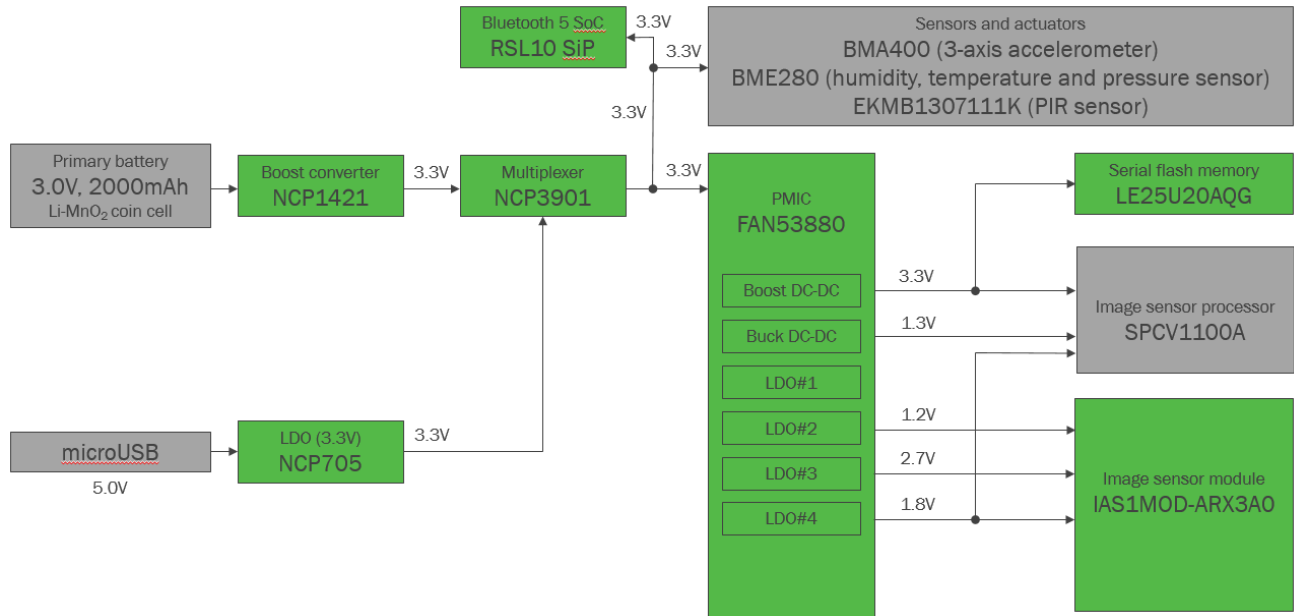 Bluetooth 5 SoC
RSL10 SiP
3.3V
3.3V
Sensors and actuators
BMA400 (3-axis accelerometer)
BME280 (humidity, temperature and pressure sensor)
EKMB1307111K (PIR sensor)
3.3V
Primary battery
3.0V, 2000mAh
Li-MnO₂ coin cell
Boost converter
NCP1421
3.3V
Multiplexer
NCP3901
3.3V
PMIC
FAN53880
Boost DC-DC
Buck DC-DC
LDO#1
LDO#2
LDO#3
LDO#4
3.3V
1.3V
1.2V
2.7V
1.8V
Serial flash memory
LE25U20AQG
Image sensor processor
SPCV1100A
Image sensor module
IAS1MOD-ARX3A0
microUSB
5.0V
LDO (3.3V)
NCP705
3.3V